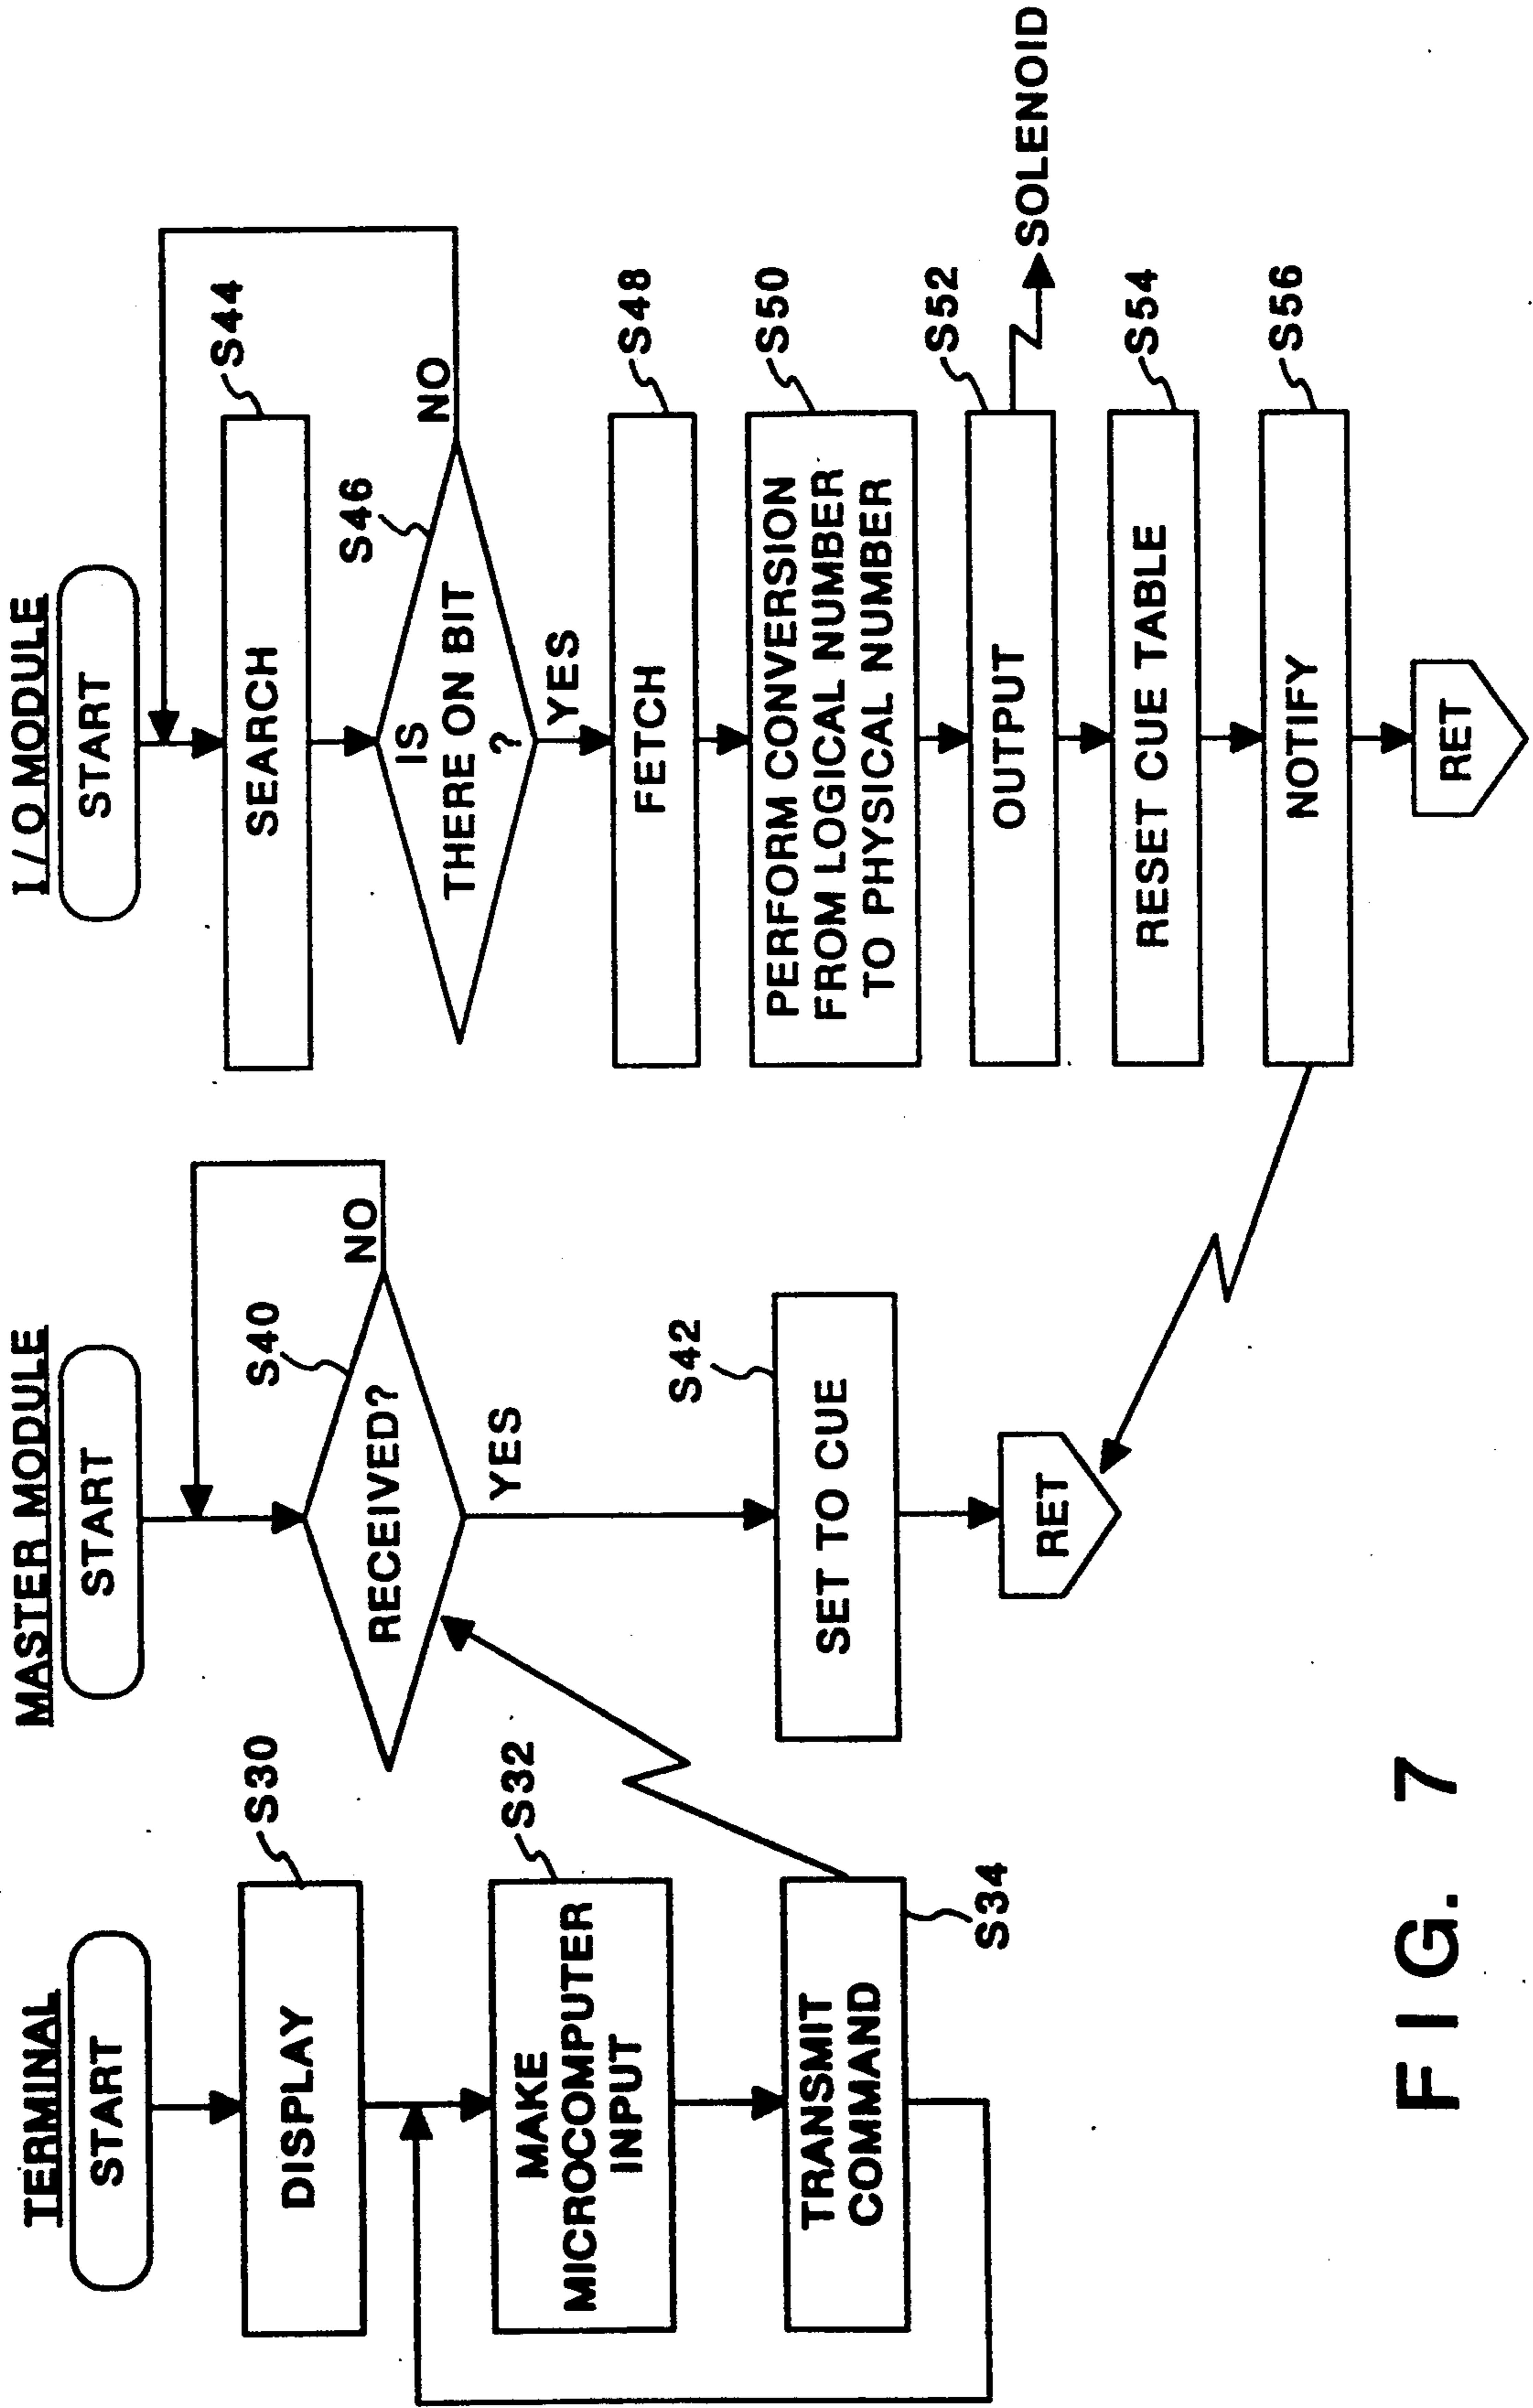 TERMINAL
START
DISPLAY
S30
MAKE
MICROCOMPUTER
INPUT
S32
TRANSMIT
COMMAND
S34
MASTER MODULE
START
RECEIVED?
S40
NO
YES
SET TO CUE
S42
RET
I/O MODULE
START
SEARCH
S44
IS
THERE ON BIT
?
S46
NO
YES
FETCH
S48
PERFORM CONVERSION
FROM LOGICAL NUMBER
TO PHYSICAL NUMBER
S50
OUTPUT
S52
SOLENOID
RESET CUE TABLE
S54
NOTIFY
S56
RET
FIG. 7